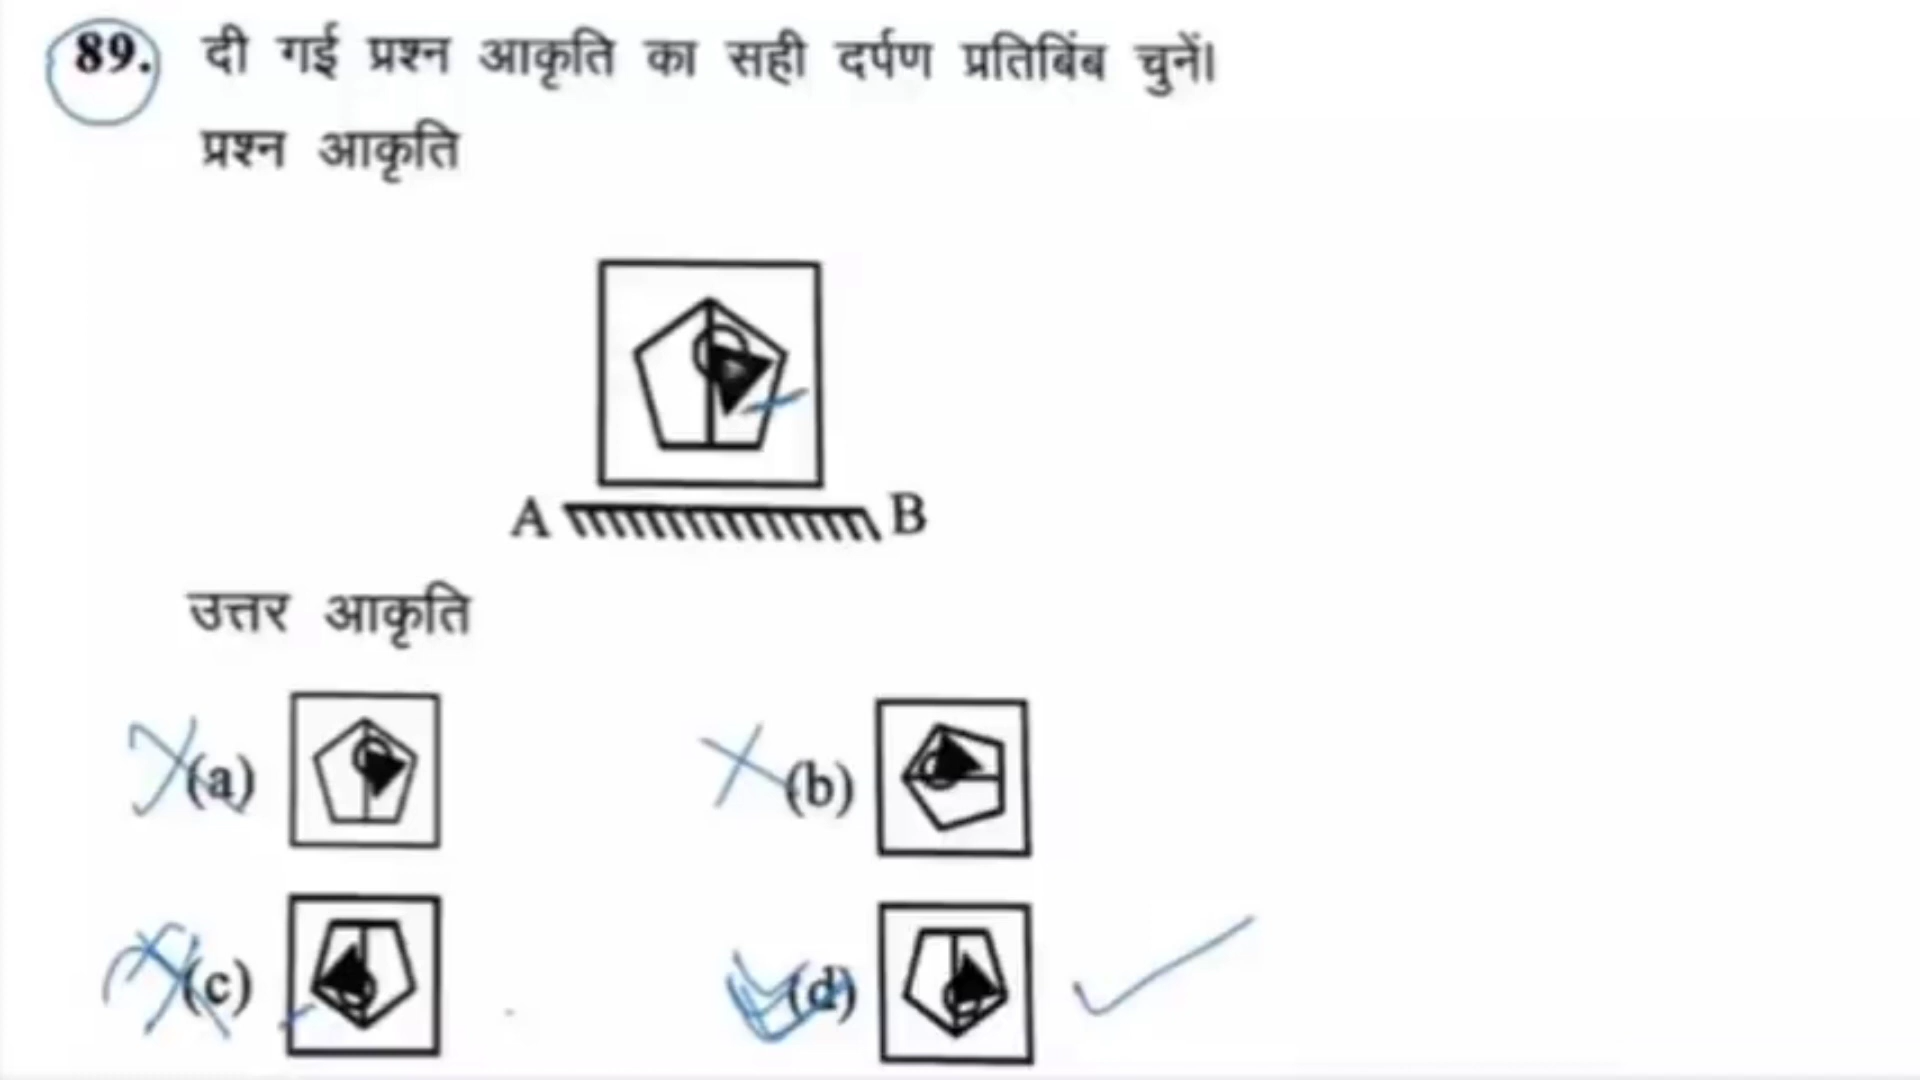 89. दी गई प्रश्न आकृति का सही दर्पण प्रतिबिंब चुनें।
प्रश्न आकृति
A B
उत्तर आकृति
(a) (b)
(c) (d)